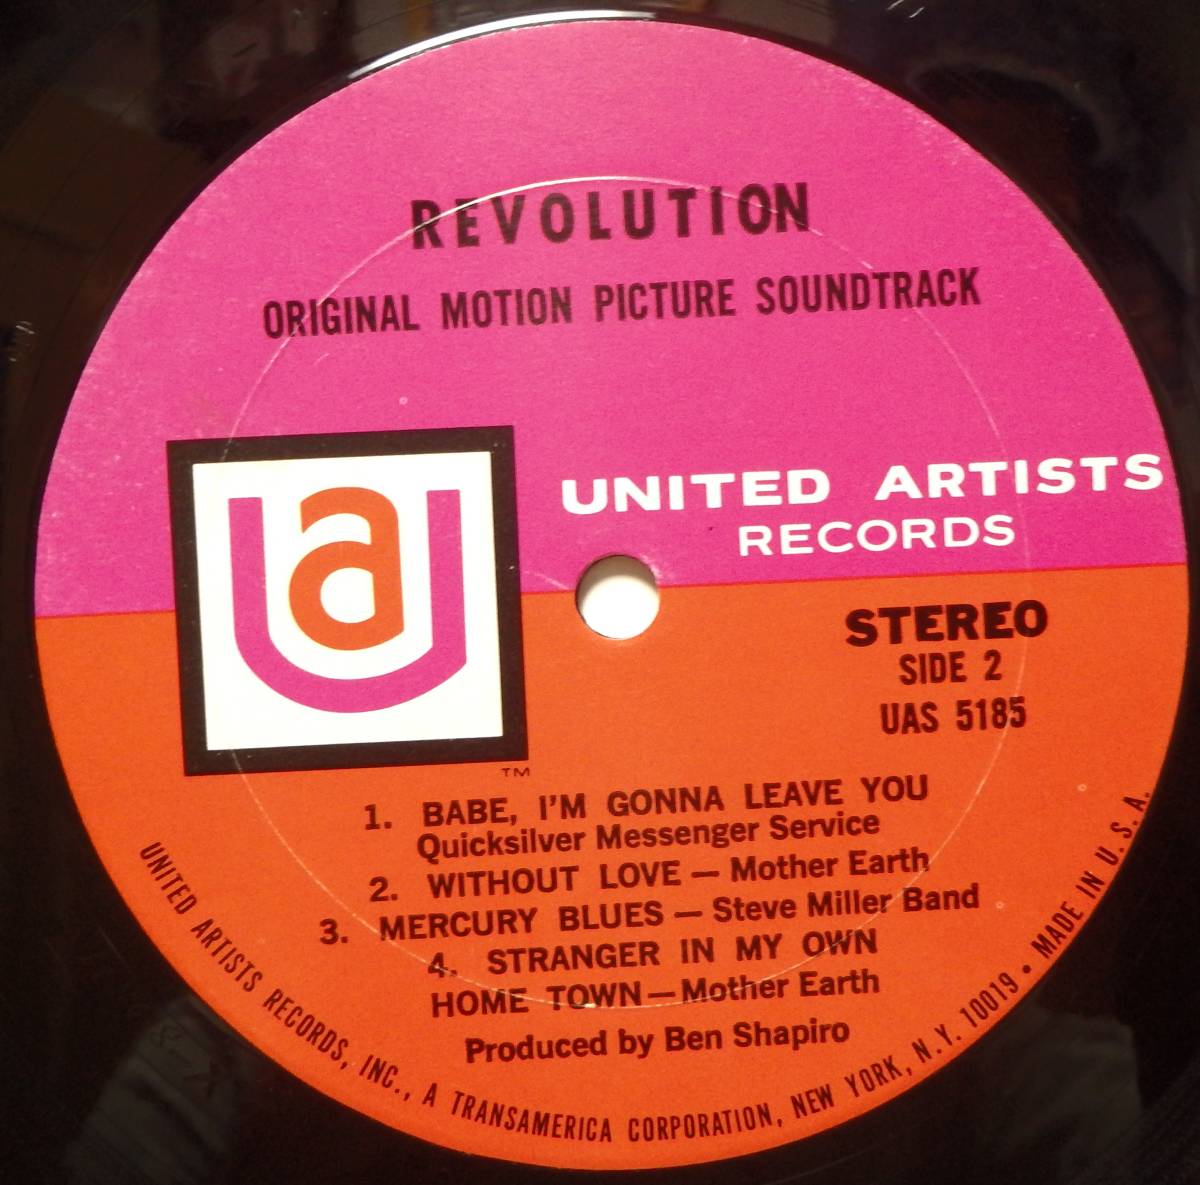 REVOLUTION
ORIGINAL MOTION PICTURE SOUNDTRACK
ua
UNITED ARTISTS
RECORDS
STEREO
SIDE 2
UAS 5185
TM
1. BABE, I'M GONNA LEAVE YOU
Quicksilver Messenger Service
2. WITHOUT LOVE — Mother Earth
3. MERCURY BLUES — Steve Miller Band
4. STRANGER IN MY OWN
HOME TOWN — Mother Earth
Produced by Ben Shapiro
UNITED ARTISTS RECORDS, INC., A TRANSAMERICA CORPORATION, NEW YORK, N.Y. 10019 • MADE IN U.S.A.